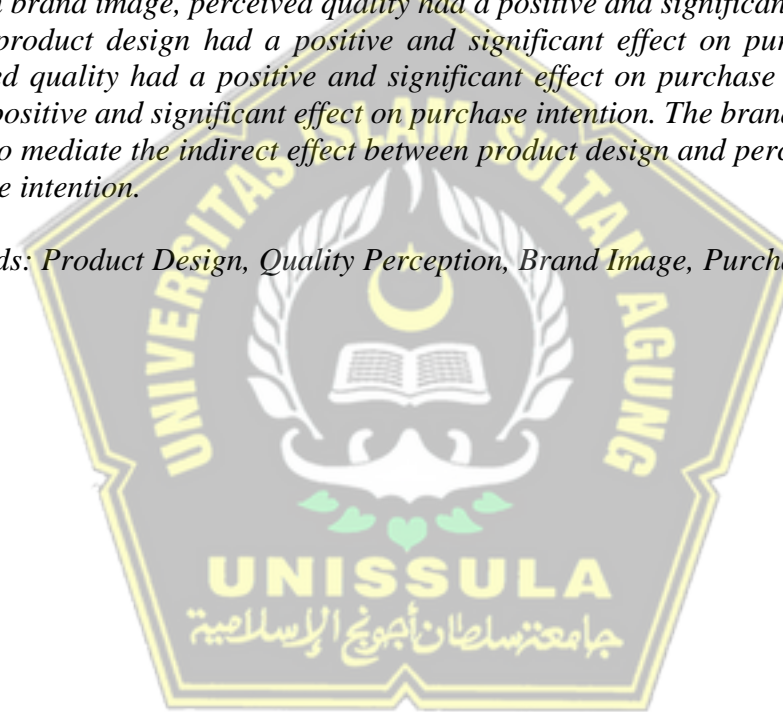 n brand image, perceived quality had a positive and significant
product design had a positive and significant effect on pur
ed quality had a positive and significant effect on purchase
positive and significant effect on purchase intention. The bran
o mediate the indirect effect between product design and perc
e intention.
ds: Product Design, Quality Perception, Brand Image, Purcha
UNIVERSITAS ISLAM SULTAN AGUNG
UNISSULA
جامعة سلطان أجونج الإسلامية